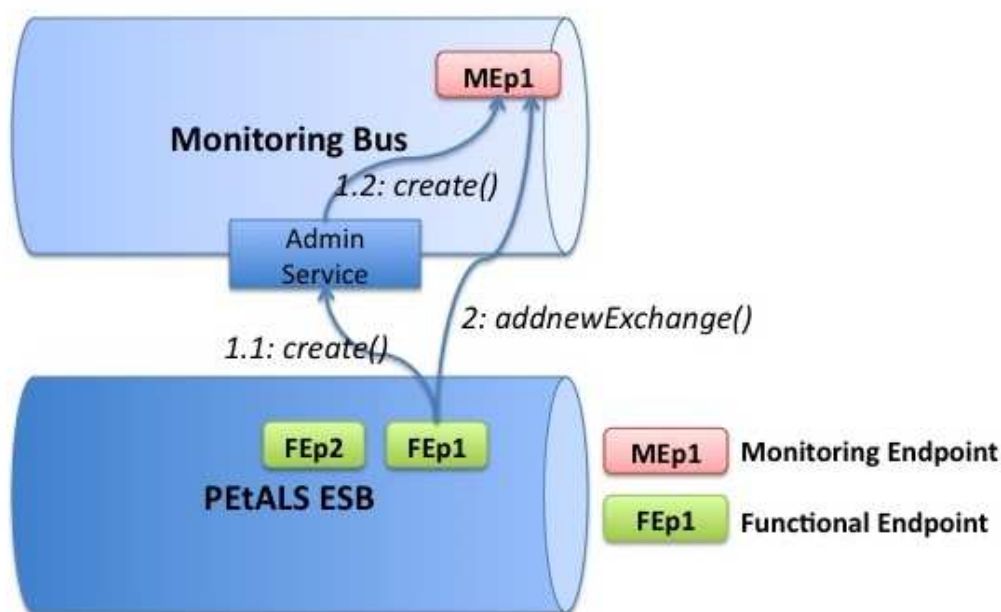 MEp1
Monitoring Bus
1.2: create()
Admin
Service
2: addnewExchange()
1.1: create()
FEp2
FEp1
PEtALS ESB
MEp1
Monitoring Endpoint
FEp1
Functional Endpoint